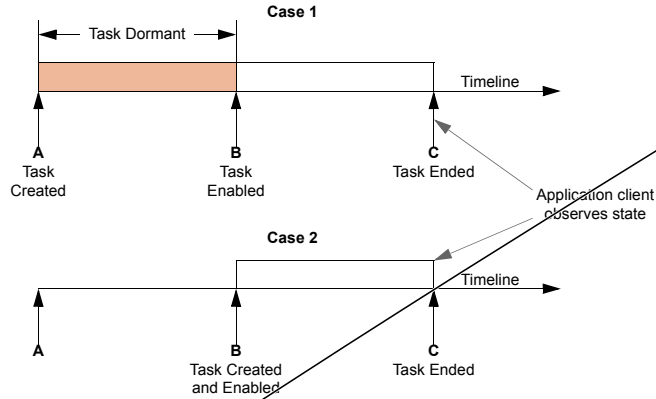 Case 1
Task Dormant
Timeline
A
Task
Created
B
Task
Enabled
C
Task Ended
Application client
observes state
Case 2
Timeline
A
B
Task Created
and Enabled
C
Task Ended